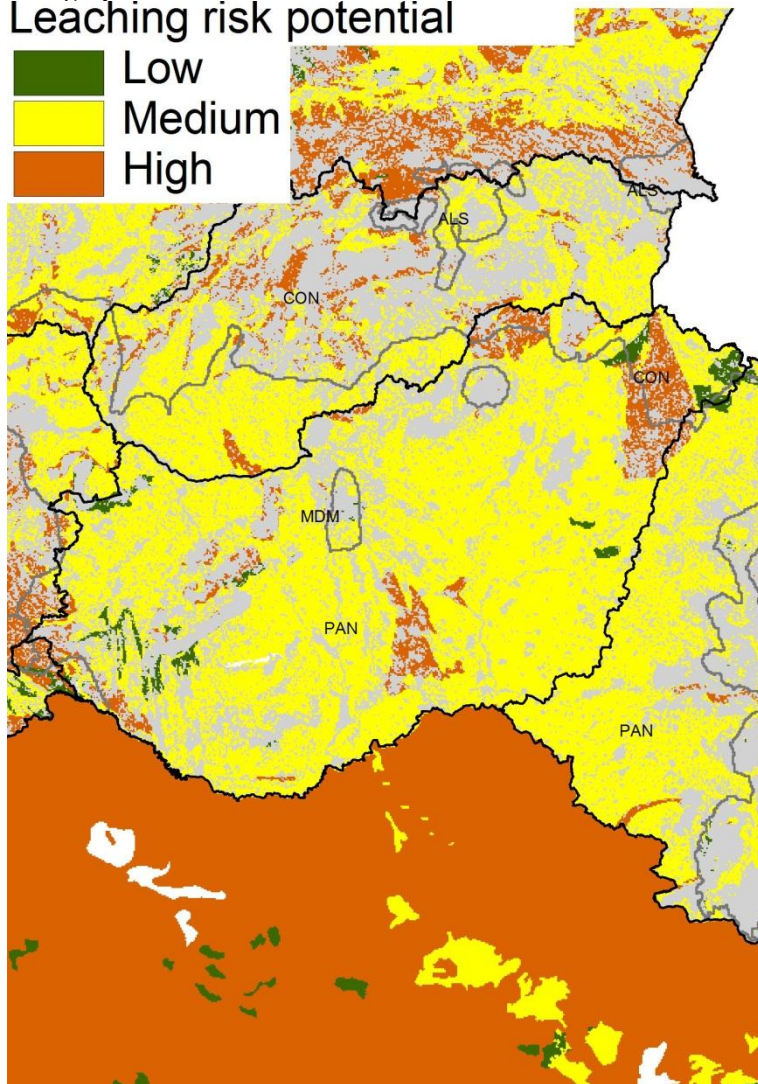 Leaching risk potential
Low
Medium
High
ALS
ALS
CON
CON
MDM
PAN
PAN